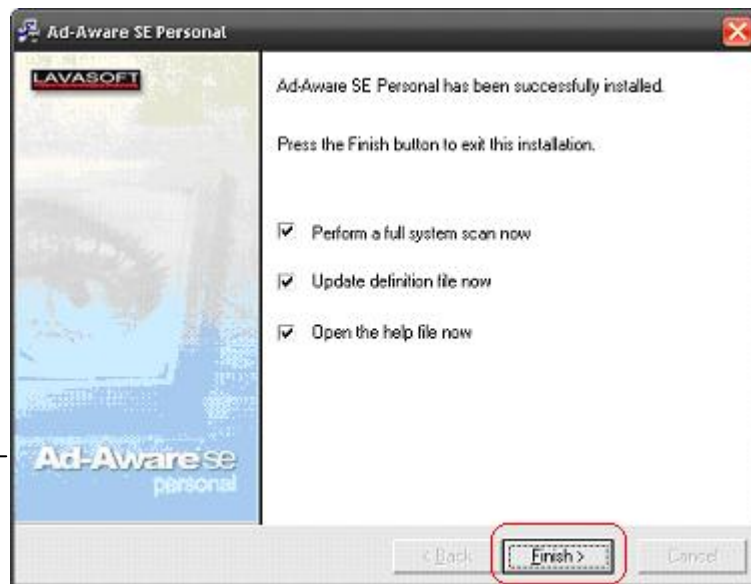 Ad-Aware SE Personal
LAVASOFT
Ad-Aware SE Personal has been successfully installed.
Press the Finish button to exit this installation.
Perform a full system scan now
Update definition file now
Open the help file now
Ad-Aware se
personal
< Back
Finish >
Cancel